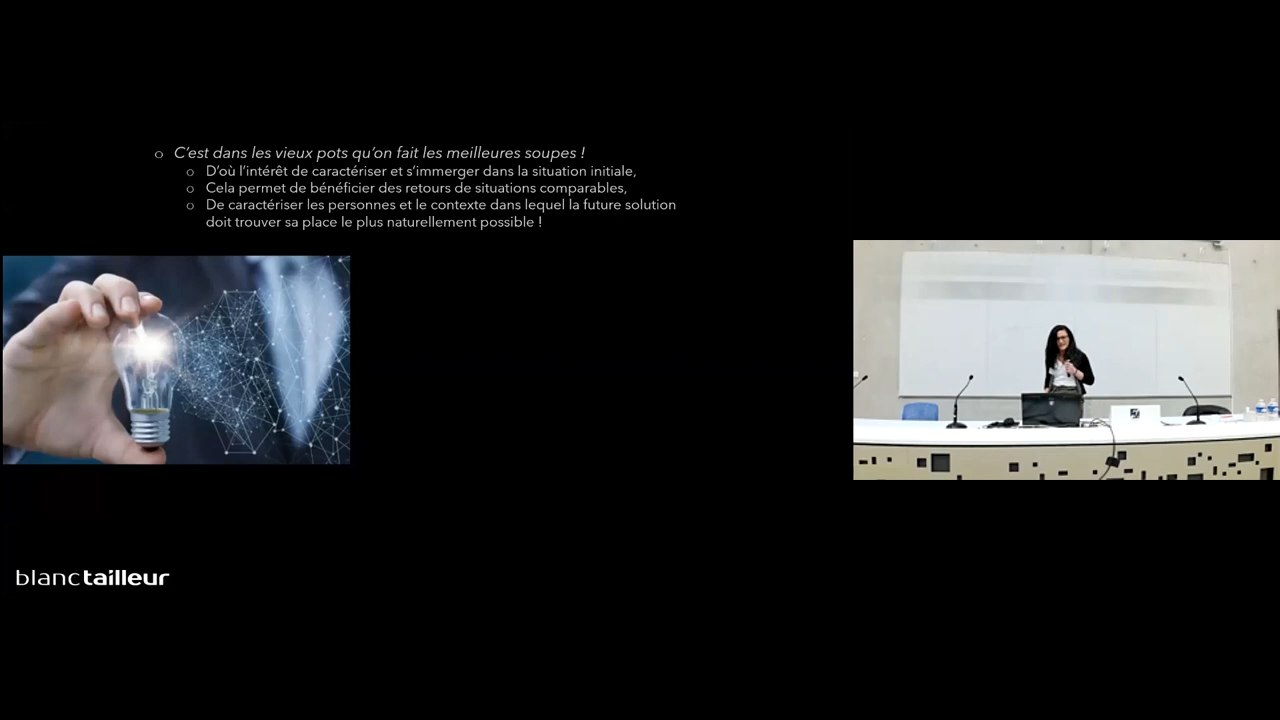 o C’est dans les vieux pots qu’on fait les meilleures soupes !
o D’où l’intérêt de caractériser et s’immerger dans la situation initiale,
o Cela permet de bénéficier des retours de situations comparables,
o De caractériser les personnes et le contexte dans lequel la future solution
doit trouver sa place le plus naturellement possible !
blanctailleur